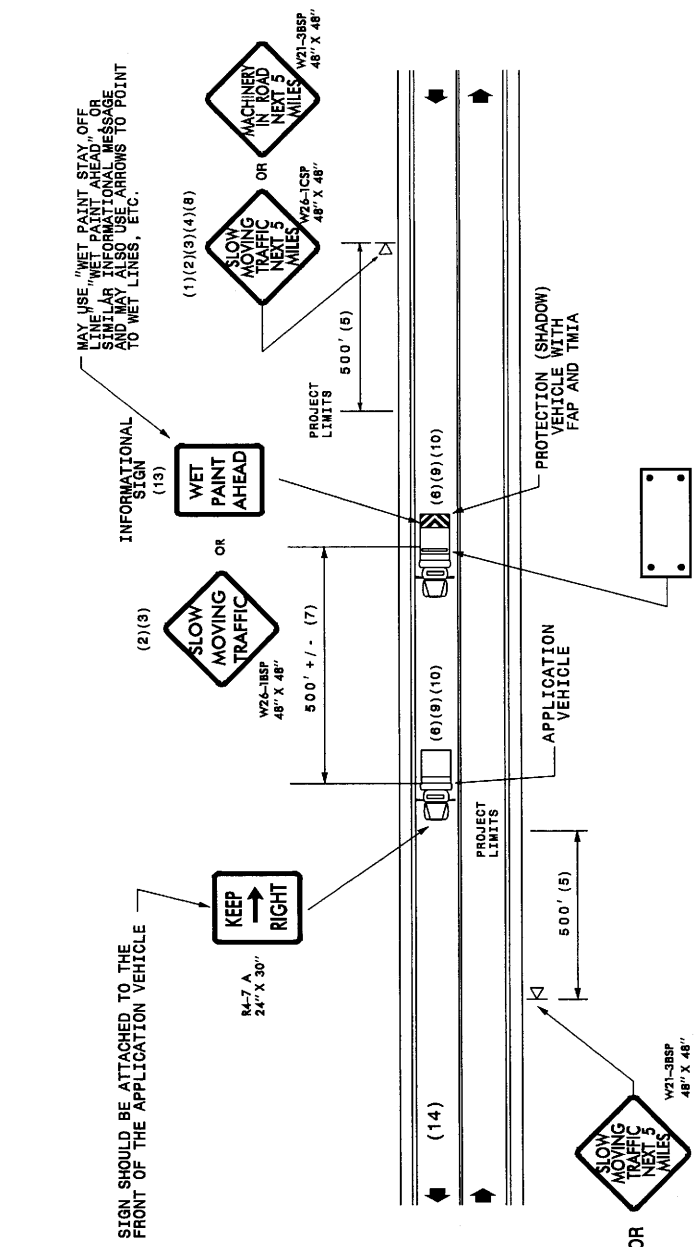 MAY USE "WET PAINT STAY OFF
LINE", "WET PAINT AHEAD", OR
SIMILAR INFORMATIONAL MESSAGE
AND MAY ALSO USE ARROWS TO POINT
TO WET LINES, ETC.
MACHINERY
IN ROAD
NEXT 5
MILES
W21-3BSP
48" X 48"
OR
(1)(2)(3)(4)(8)
SLOW
MOVING
TRAFFIC
NEXT 5
MILES
W26-1CSP
48" X 48"
500' (5)
PROJECT
LIMITS
INFORMATIONAL
SIGN
(13)
WET
PAINT
AHEAD
OR
(2)(3)
SLOW
MOVING
TRAFFIC
W26-1BSP
48" X 48"
500' +/- (7)
(6)(9)(10)
PROTECTION (SHADOW)
VEHICLE WITH
FAP AND TMIA
(6)(9)(10)
APPLICATION
VEHICLE
SIGN SHOULD BE ATTACHED TO THE
FRONT OF THE APPLICATION VEHICLE
KEEP
RIGHT
R4-7 A
24" X 30"
PROJECT
LIMITS
500' (5)
(14)
SLOW
MOVING
TRAFFIC
NEXT 5
MILES
W21-3BSP
48" X 48"
OR